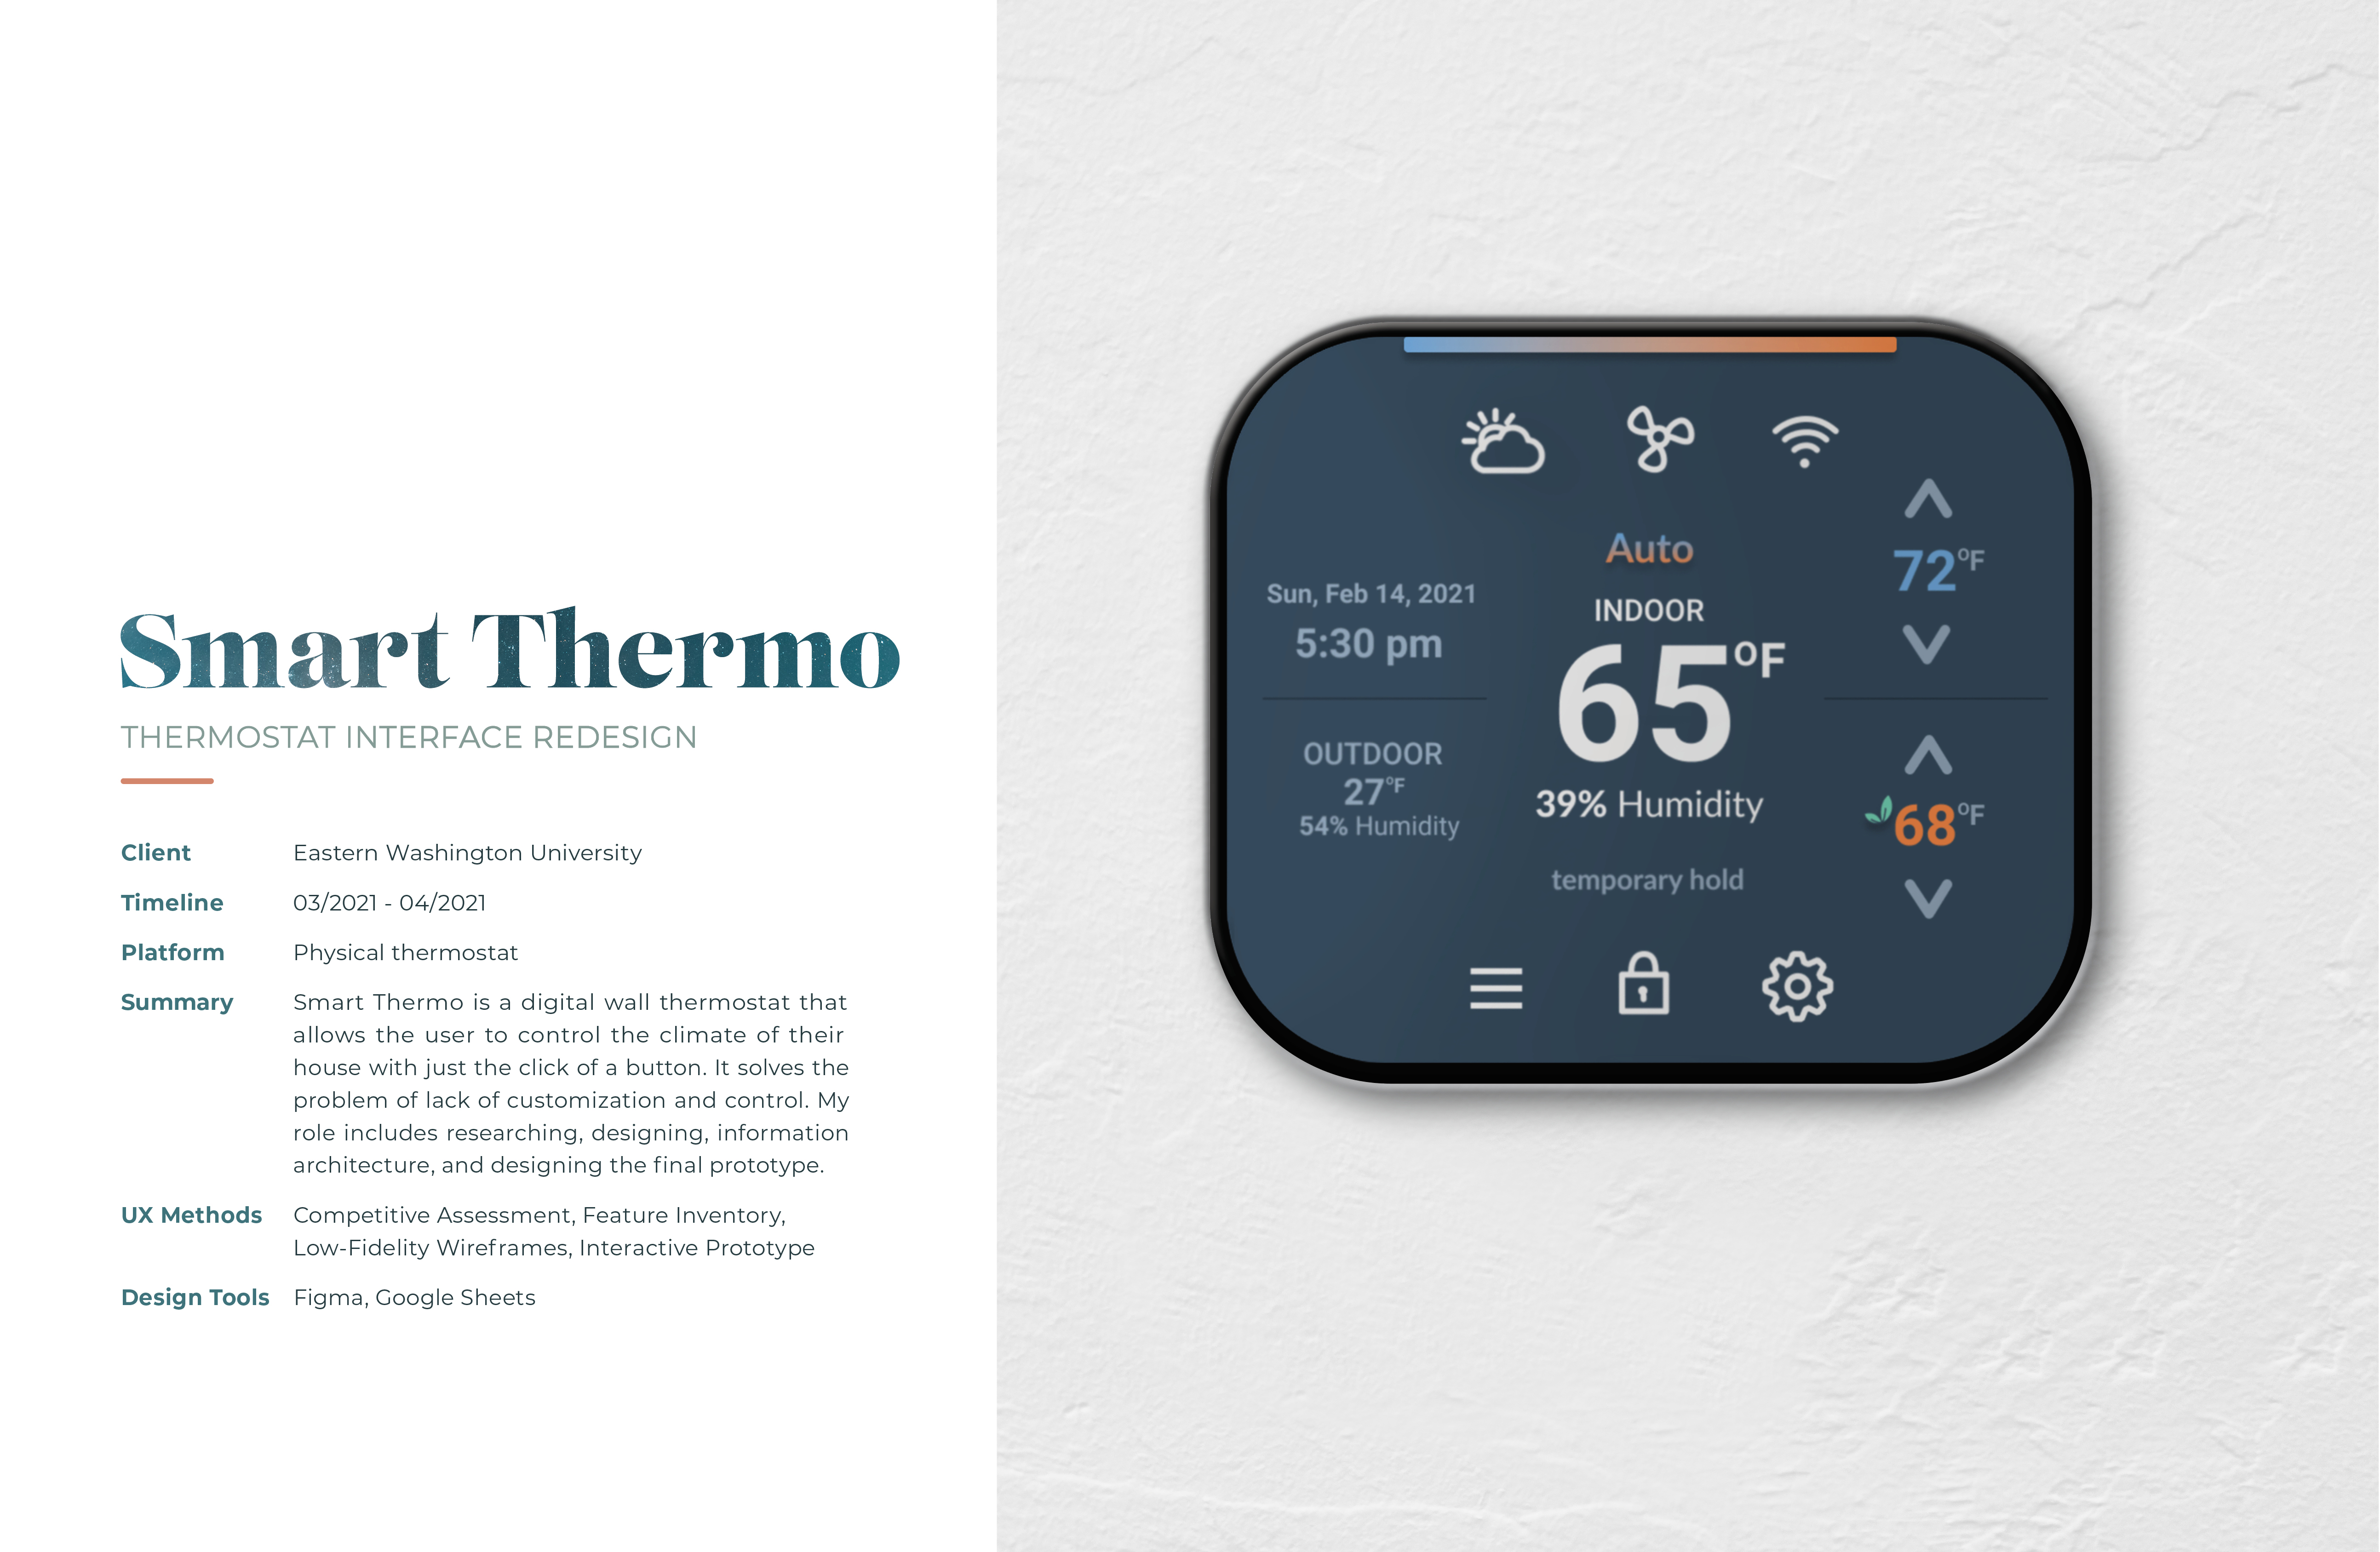 Smart Thermo
THERMOSTAT INTERFACE REDESIGN
Client Eastern Washington University
Timeline 03/2021 - 04/2021
Platform Physical thermostat
Summary Smart Thermo is a digital wall thermostat that
allows the user to control the climate of their
house with just the click of a button. It solves the
problem of lack of customization and control. My
role includes researching, designing, information
architecture, and designing the final prototype.
UX Methods Competitive Assessment, Feature Inventory,
Low-Fidelity Wireframes, Interactive Prototype
Design Tools Figma, Google Sheets
Sun, Feb 14, 2021
5:30 pm
OUTDOOR
27°F
54% Humidity
Auto
INDOOR
65°F
39% Humidity
temporary hold
72°F
68°F